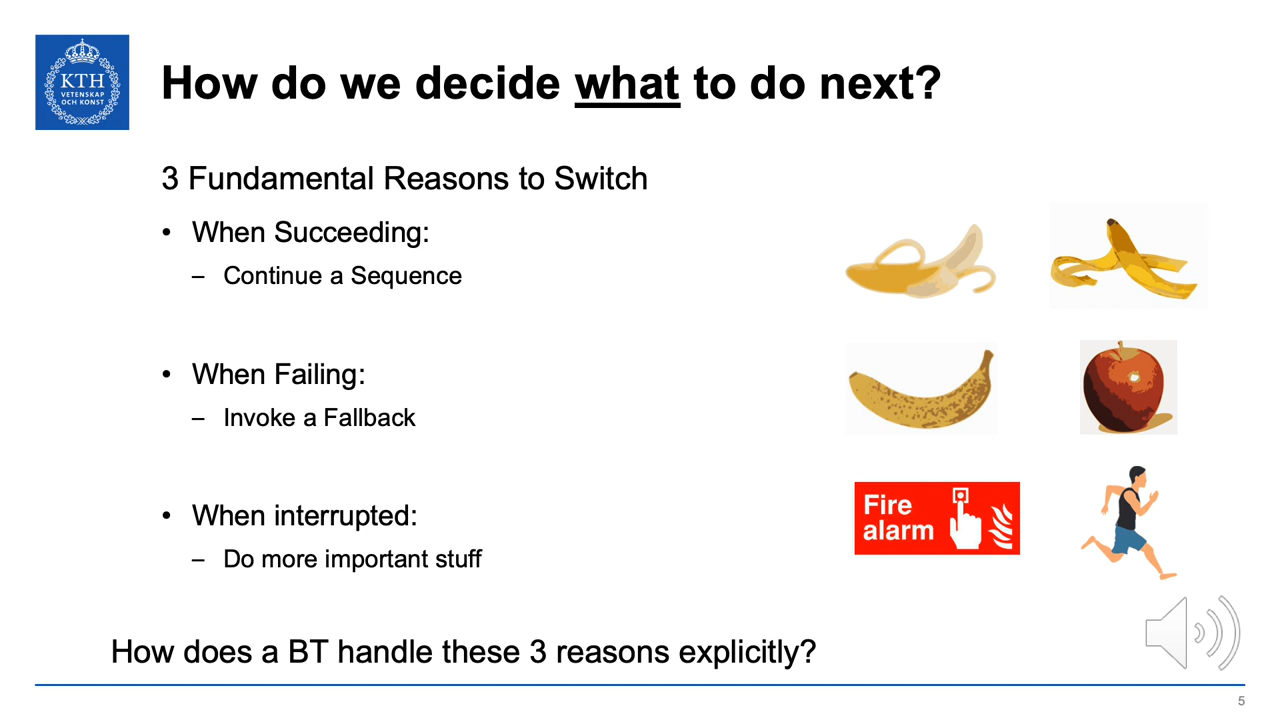 KTH
VETENSKAP
OCH KONST
How do we decide what to do next?
3 Fundamental Reasons to Switch
• When Succeeding:
– Continue a Sequence
• When Failing:
– Invoke a Fallback
• When interrupted:
– Do more important stuff
Fire
alarm
How does a BT handle these 3 reasons explicitly?
5